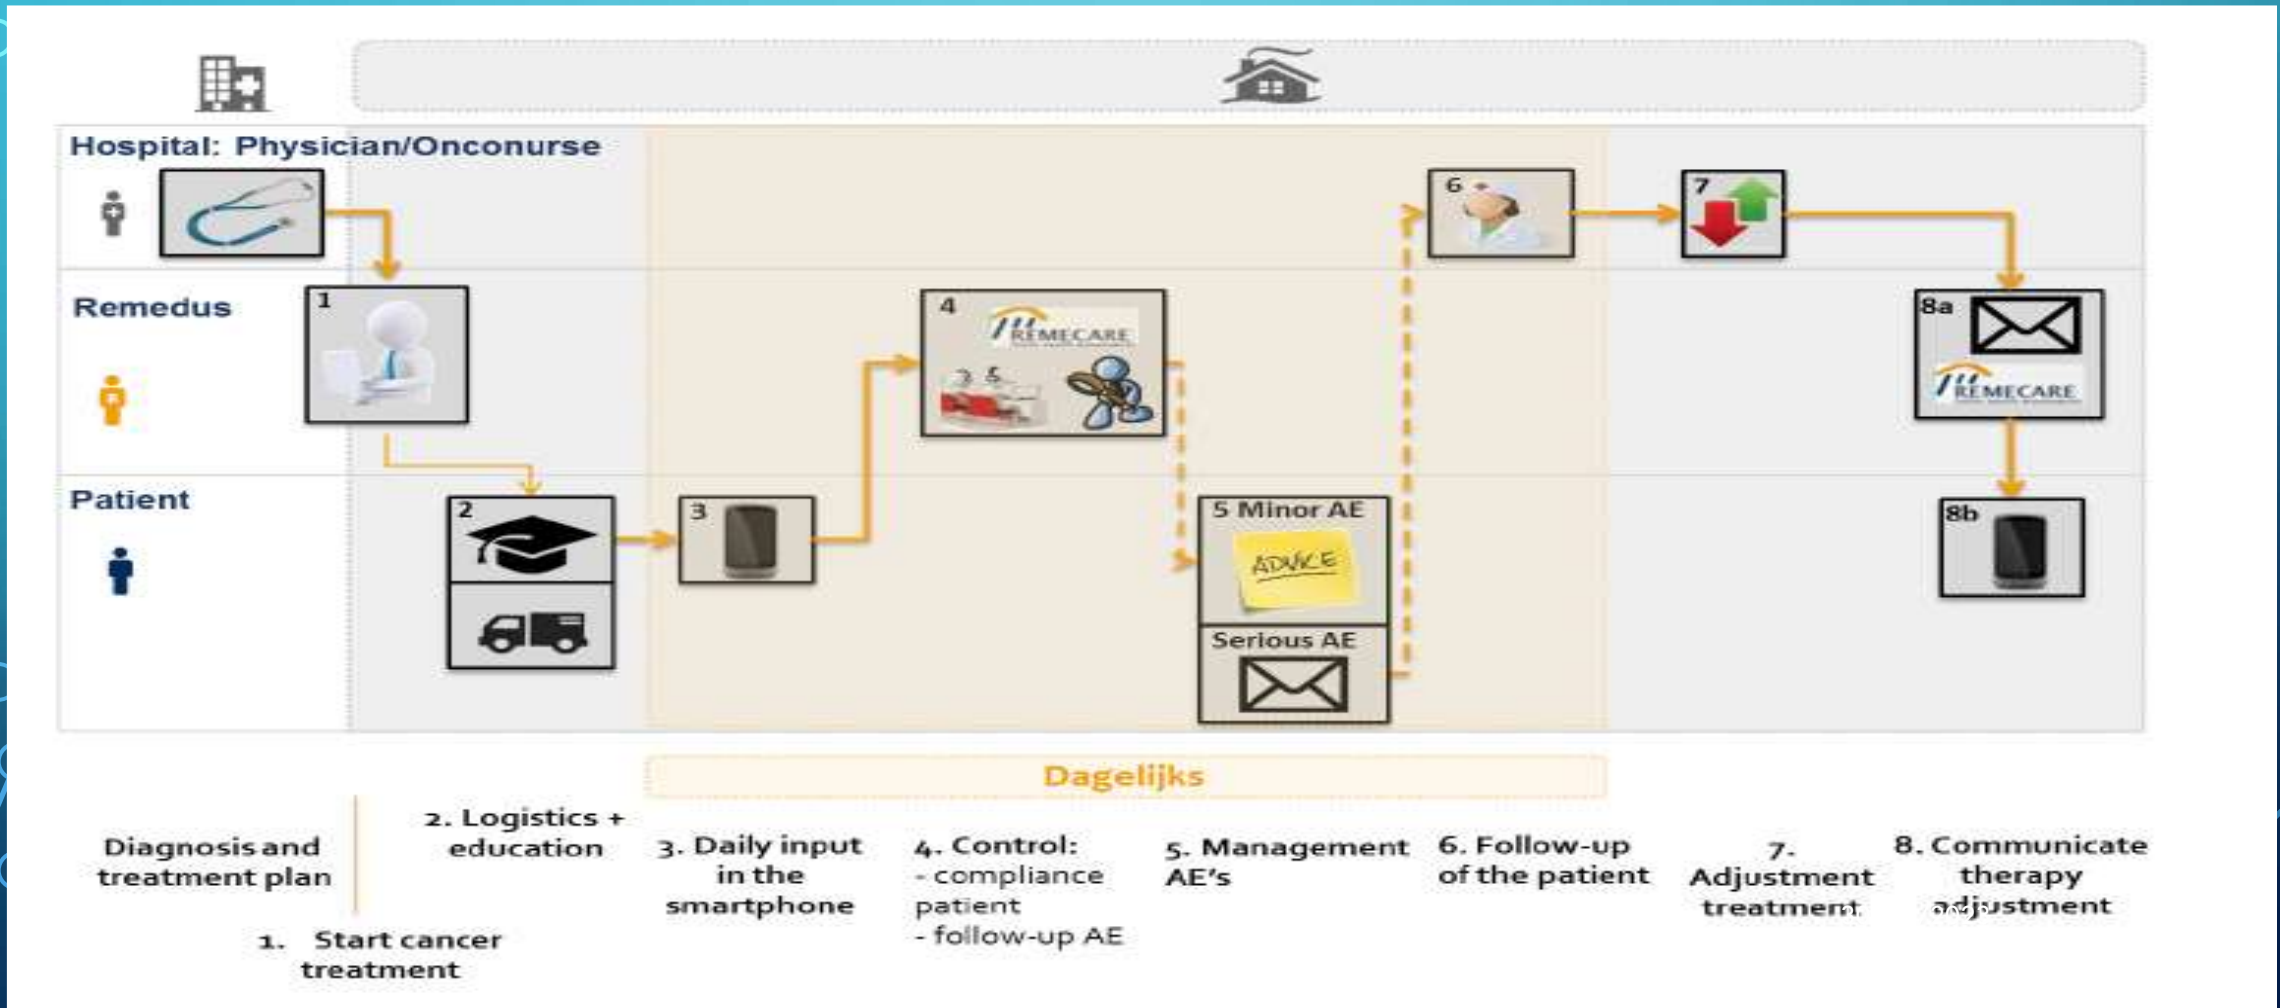 Hospital: Physician/Onconurse
6
7
Remedus
1
4
REMECARE
8a
REMECARE
Patient
2
3
5 Minor AE
ADVICE
8b
Serious AE
Dagelijks
Diagnosis and
treatment plan
1. Start cancer
treatment
2. Logistics +
education
3. Daily input
in the
smartphone
4. Control:
- compliance
patient
- follow-up AE
5. Management
AE's
6. Follow-up
of the patient
7.
Adjustment
treatment
8. Communicate
therapy
adjustment